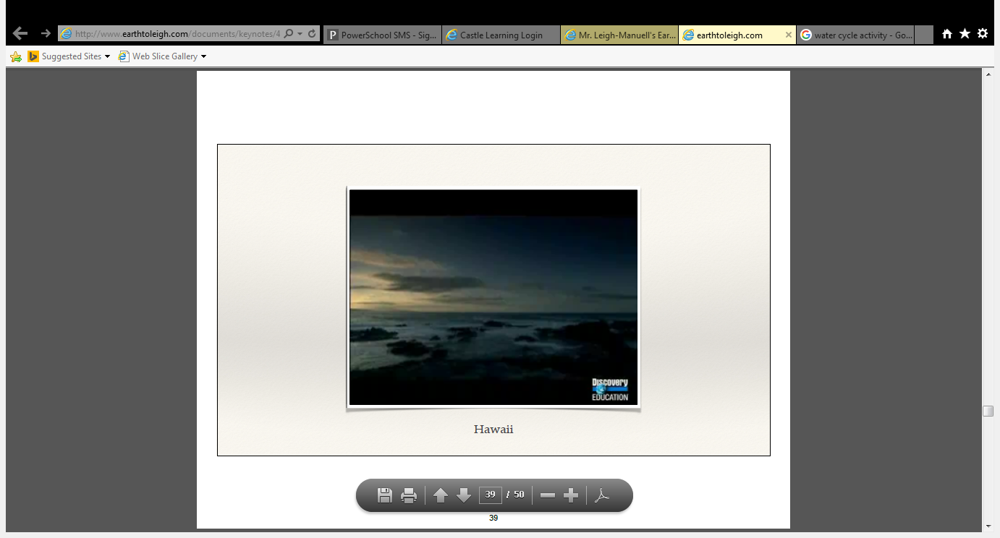 http://www.earthtoleigh.com/documents/keynotes/4
PowerSchool SMS - Sig...
Castle Learning Login
Mr. Leigh-Manuell's Ear...
earthtoleigh.com
water cycle activity - Go...
Suggested Sites
Web Slice Gallery
Discovery
EDUCATION
Hawaii
39 / 50
39